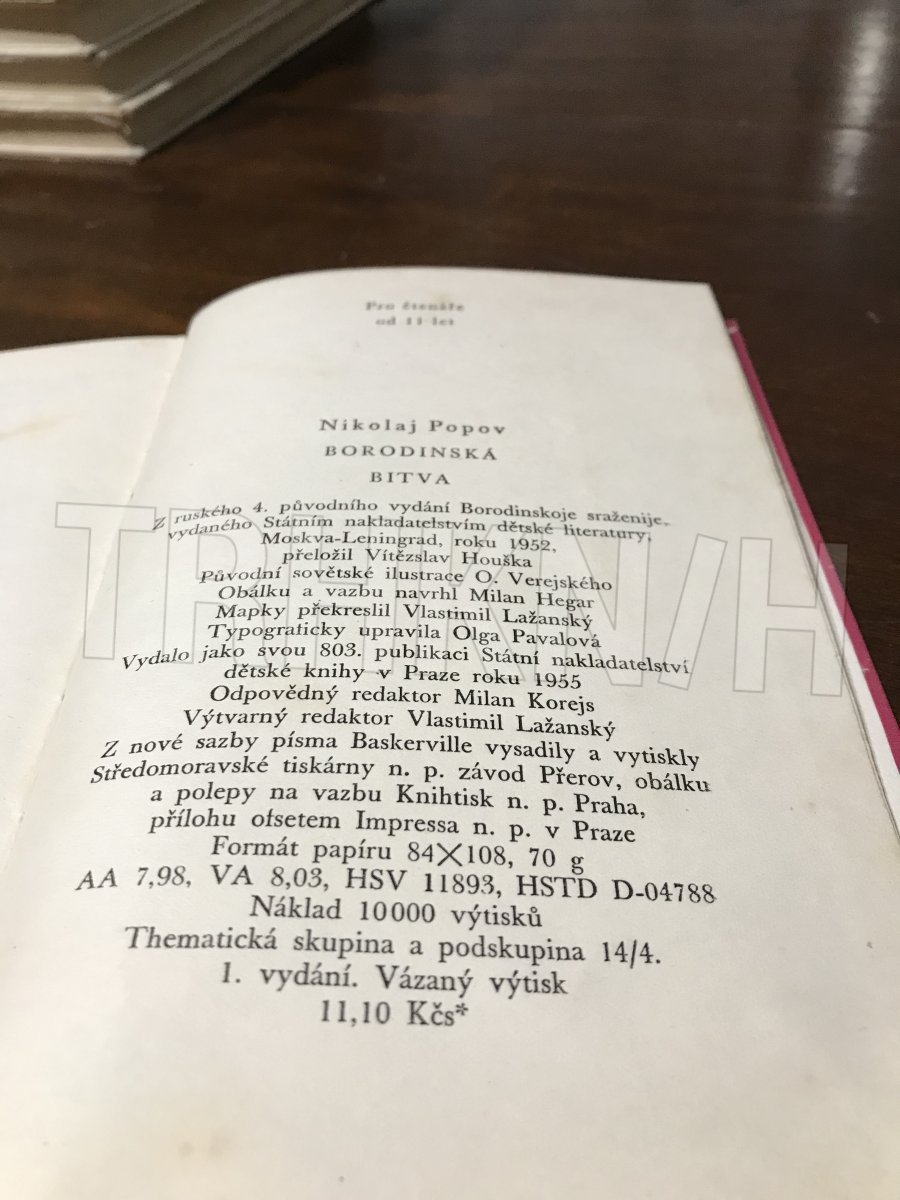 Pro čtenáře
od 11 let
Nikolaj Popov
BORODINSKÁ
BITVA
Z ruského 4. původního vydání Borodinskoje sraženije,
vydaného Státním nakladatelstvím dětské literatury,
Moskva-Leningrad, roku 1952,
přeložil Vítězslav Houška
Původní sovětské ilustrace O. Verejského
Obálku a vazbu navrhl Milan Hegar
Mapky překreslil Vlastimil Lažanský
Typograficky upravila Olga Pavalová
Vydalo jako svou 803. publikaci Státní nakladatelství
dětské knihy v Praze roku 1955
Odpovědný redaktor Milan Korejs
Výtvarný redaktor Vlastimil Lažanský
Z nové sazby písma Baskerville vysadily a vytiskly
Středomoravské tiskárny n. p. závod Přerov, obálku
a polepy na vazbu Knihtisk n. p. Praha,
přílohu ofsetem Impressa n. p. v Praze
Formát papíru 84×108, 70 g
AA 7,98, VA 8,03, HSV 11893, HSTD D-04788
Náklad 10000 výtisků
Thematická skupina a podskupina 14/4.
1. vydání. Vázaný výtisk
11,10 Kčs*